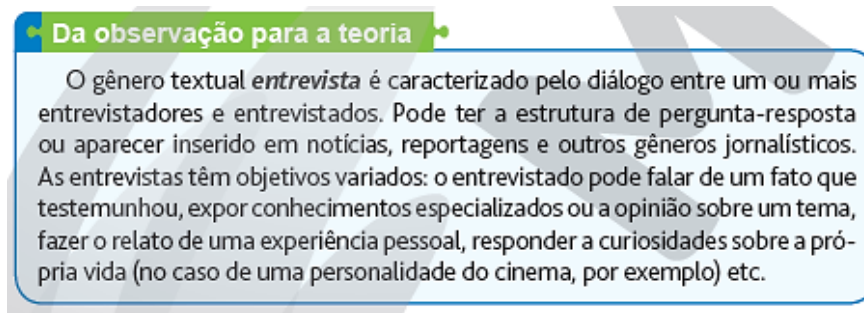 Da observação para a teoria
O gênero textual entrevista é caracterizado pelo diálogo entre um ou mais
entrevistadores e entrevistados. Pode ter a estrutura de pergunta-resposta
ou aparecer inserido em notícias, reportagens e outros gêneros jornalísticos.
As entrevistas têm objetivos variados: o entrevistado pode falar de um fato que
testemunhou, expor conhecimentos especializados ou a opinião sobre um tema,
fazer o relato de uma experiência pessoal, responder a curiosidades sobre a pró-
pria vida (no caso de uma personalidade do cinema, por exemplo) etc.